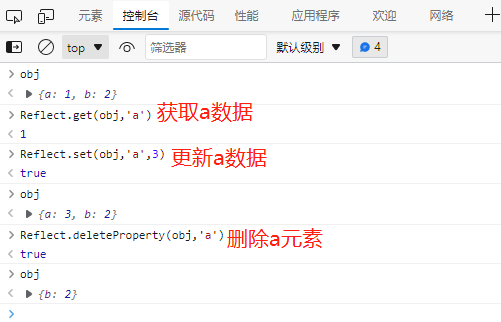 元素 控制台 源代码 性能 应用程序 欢迎 网络
top 筛选器 默认级别 4
obj
{a: 1, b: 2}
Reflect.get(obj,'a') 获取a数据
1
Reflect.set(obj,'a',3) 更新a数据
true
obj
{a: 3, b: 2}
Reflect.deleteProperty(obj,'a') 删除a元素
true
obj
{b: 2}